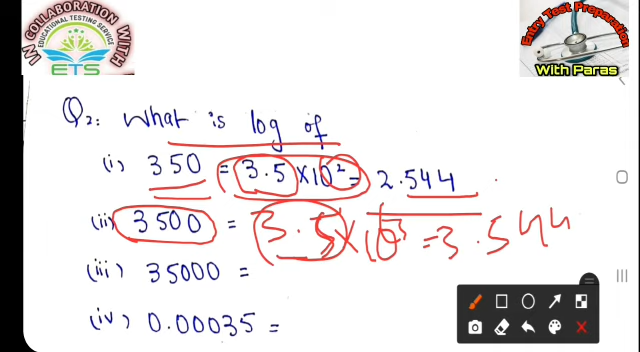 IN COLLABORATION WITH
EDUCATIONAL TESTING SERVICE
ETS
Entry Test Preparation
With Paras
Q2: What is log of
(i) 350 = 3.5 × 10² = 2.544
(ii) 3500 = 3.5 × 10³ = 3.544
(iii) 35000 =
(iv) 0.00035 =